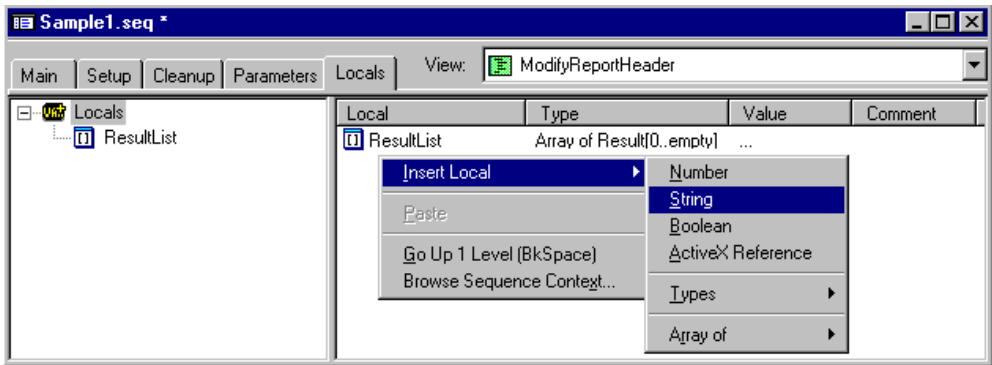 Sample1.seq *
Main Setup Cleanup Parameters Locals View: ModifyReportHeader
Locals
ResultList
Local Type Value Comment
ResultList Array of Result[0..empty] ...
Insert Local
Paste
Go Up 1 Level (BkSpace)
Browse Sequence Context...
Number
String
Boolean
ActiveX Reference
Types
Array of